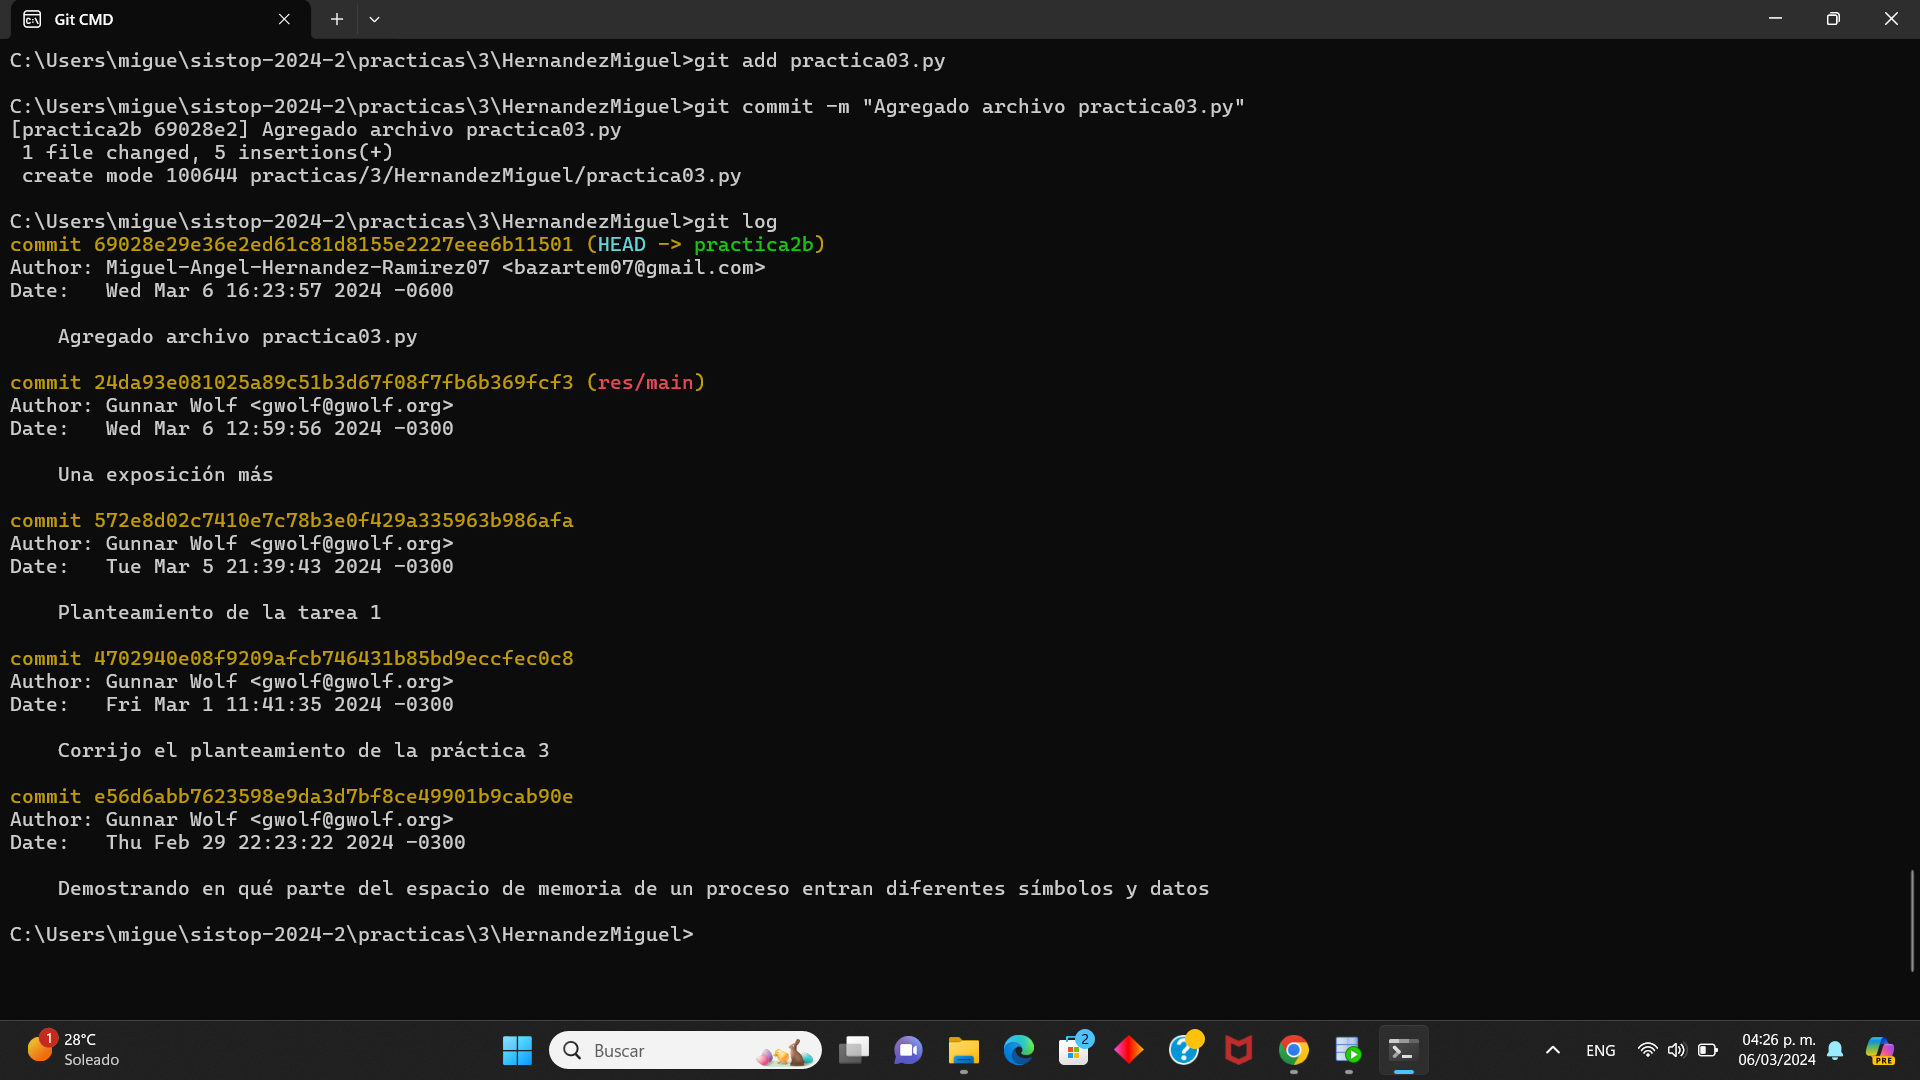 Git CMD
C:\Users\migue\sistop-2024-2\practicas\3\HernandezMiguel>git add practica03.py
C:\Users\migue\sistop-2024-2\practicas\3\HernandezMiguel>git commit -m "Agregado archivo practica03.py"
[practica2b 69028e2] Agregado archivo practica03.py
1 file changed, 5 insertions(+)
create mode 100644 practicas/3/HernandezMiguel/practica03.py
C:\Users\migue\sistop-2024-2\practicas\3\HernandezMiguel>git log
commit 69028e29e36e2ed61c81d8155e2227eee6b11501 (HEAD -> practica2b)
Author: Miguel-Angel-Hernandez-Ramirez07 <bazartem07@gmail.com>
Date:   Wed Mar 6 16:23:57 2024 -0600
Agregado archivo practica03.py
commit 24da93e081025a89c51b3d67f08f7fb6b369fcf3 (res/main)
Author: Gunnar Wolf <gwolf@gwolf.org>
Date:   Wed Mar 6 12:59:56 2024 -0300
Una exposición más
commit 572e8d02c7410e7c78b3e0f429a335963b986afa
Author: Gunnar Wolf <gwolf@gwolf.org>
Date:   Tue Mar 5 21:39:43 2024 -0300
Planteamiento de la tarea 1
commit 4702940e08f9209afcb746431b85bd9eccfec0c8
Author: Gunnar Wolf <gwolf@gwolf.org>
Date:   Fri Mar 1 11:41:35 2024 -0300
Corrijo el planteamiento de la práctica 3
commit e56d6abb7623598e9da3d7bf8ce49901b9cab90e
Author: Gunnar Wolf <gwolf@gwolf.org>
Date:   Thu Feb 29 22:23:22 2024 -0300
Demostrando en qué parte del espacio de memoria de un proceso entran diferentes símbolos y datos
C:\Users\migue\sistop-2024-2\practicas\3\HernandezMiguel>
1
28°C
Soleado
Buscar
2
ENG
04:26 p. m.
06/03/2024
PRE